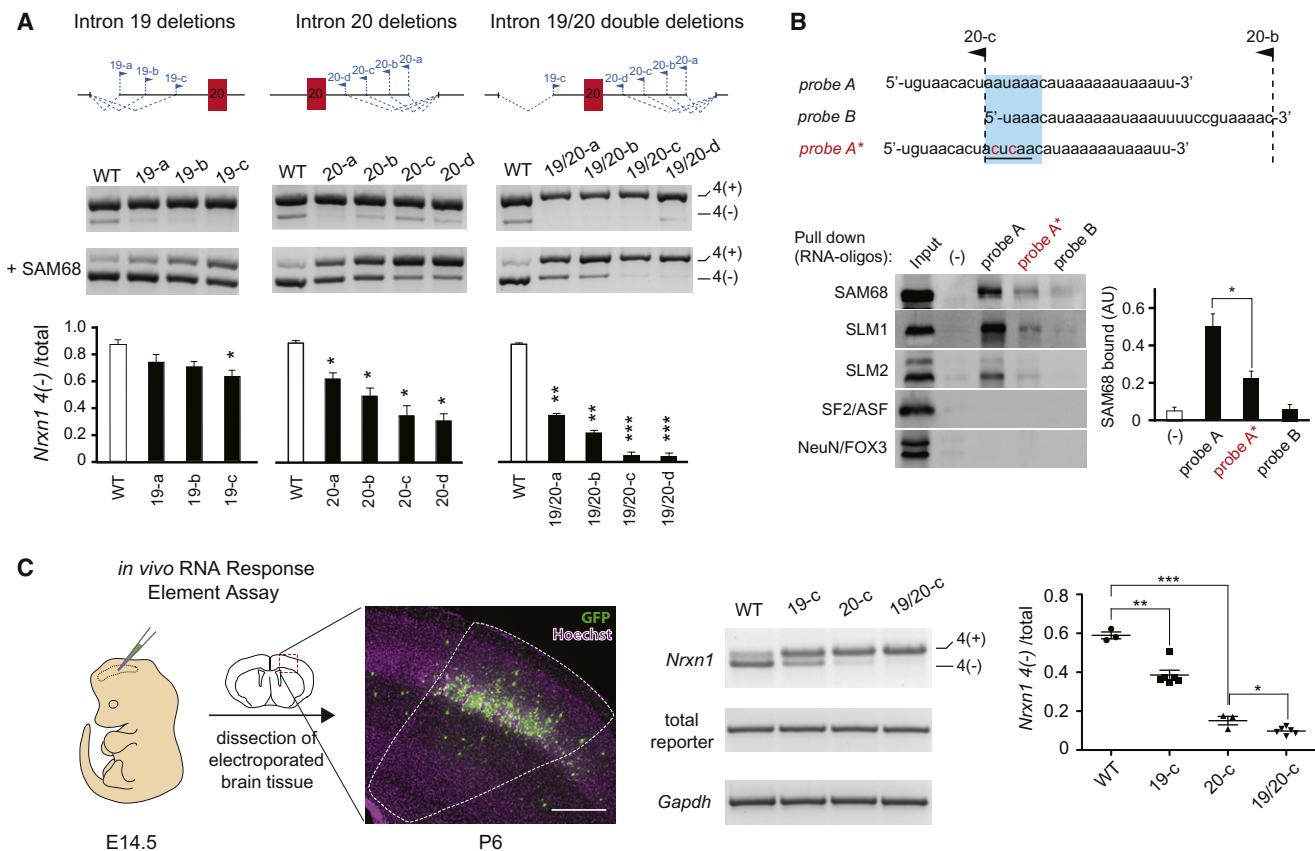 A
Intron 19 deletions
Intron 20 deletions
Intron 19/20 double deletions
19-a
19-b
19-c
20
20
20-d
20-c
20-b
20-a
19-c
20
20-d
20-c
20-b
20-a
WT
19-a
19-b
19-c
WT
20-a
20-b
20-c
20-d
WT
19/20-a
19/20-b
19/20-c
19/20-d
4(+)
4(-)
+ SAM68
4(+)
4(-)
Nrxn1 4(-) /total
1.0
0.8
0.6
0.4
0.2
0
*
*
*
*
*
**
**
***
***
WT
19-a
19-b
19-c
WT
20-a
20-b
20-c
20-d
WT
19/20-a
19/20-b
19/20-c
19/20-d
B
20-c
20-b
probe A 5'-uguaacacuaauaaacauaaaaaauaaauu-3'
probe B 5'-uaaacauaaaaaauaaauuuuccguaaaac-3'
probe A* 5'-uguaacacuacucaacauaaaaaauaaauu-3'
Pull down
(RNA-oligos):
Input
(-)
probe A
probe A*
probe B
SAM68
SLM1
SLM2
SF2/ASF
NeuN/FOX3
SAM68 bound (AU)
0.6
0.4
0.2
0
*
(-)
probe A
probe A*
probe B
C
in vivo RNA Response
Element Assay
dissection of
electroporated
brain tissue
E14.5
GFP
Hoechst
P6
WT
19-c
20-c
19/20-c
Nrxn1
4(+)
4(-)
total
reporter
Gapdh
Nrxn1 4(-) /total
0.8
0.6
0.4
0.2
0
***
**
*
WT
19-c
20-c
19/20-c